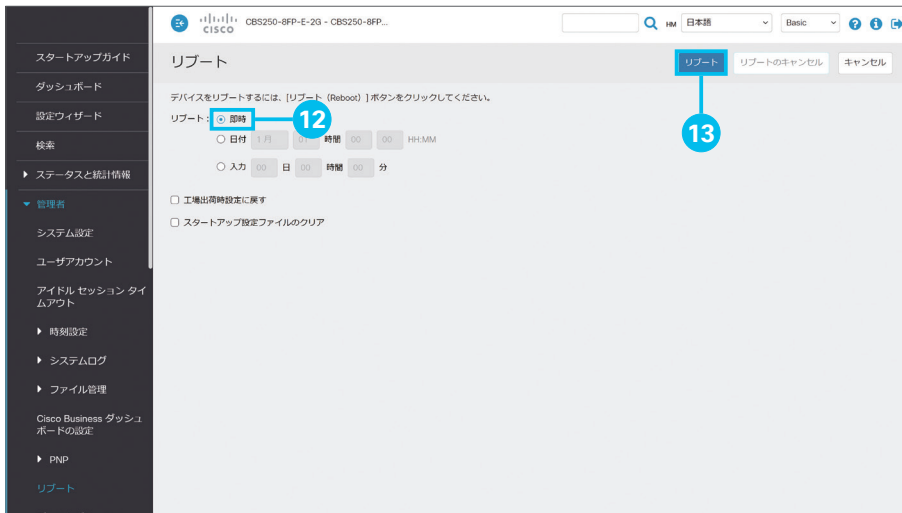 CISCO
CBS250-8FP-E-2G - CBS250-8FP...
HM
日本語
Basic
スタートアップガイド
ダッシュボード
設定ウィザード
検索
ステータスと統計情報
管理者
システム設定
ユーザアカウント
アイドル セッション タイ
ムアウト
時刻設定
システムログ
ファイル管理
Cisco Business ダッシュ
ボードの設定
PNP
リブート
リブート
リブート
リブートのキャンセル
キャンセル
13
デバイスをリブートするには、[リブート（Reboot）] ボタンをクリックしてください。
リブート : 即時
12
日付 1月 01 時間 00 00 HH:MM
入力 00 日 00 時間 00 分
工場出荷時設定に戻す
スタートアップ設定ファイルのクリア